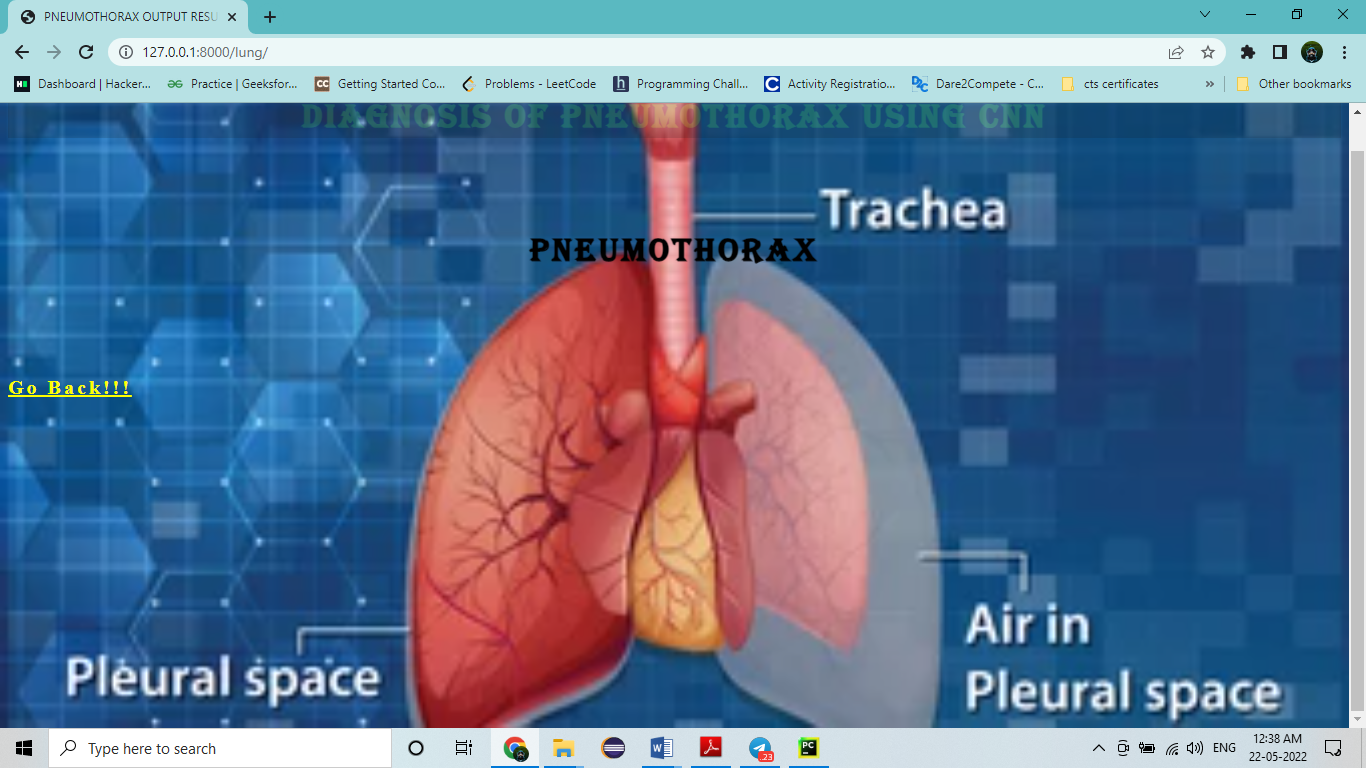 PNEUMOTHORAX OUTPUT RESU
127.0.0.1:8000/lung/
Dashboard | Hacker... Practice | Geeksfor... Getting Started Co... Problems - LeetCode Programming Chall... Activity Registratio... Dare2Compete - C... cts certificates » Other bookmarks
DIAGNOSIS OF PNEUMOTHORAX USING CNN
Trachea
PNEUMOTHORAX
Go Back!!!
Air in
Pleural space
Pleural space
Type here to search
ENG
12:38 AM
22-05-2022